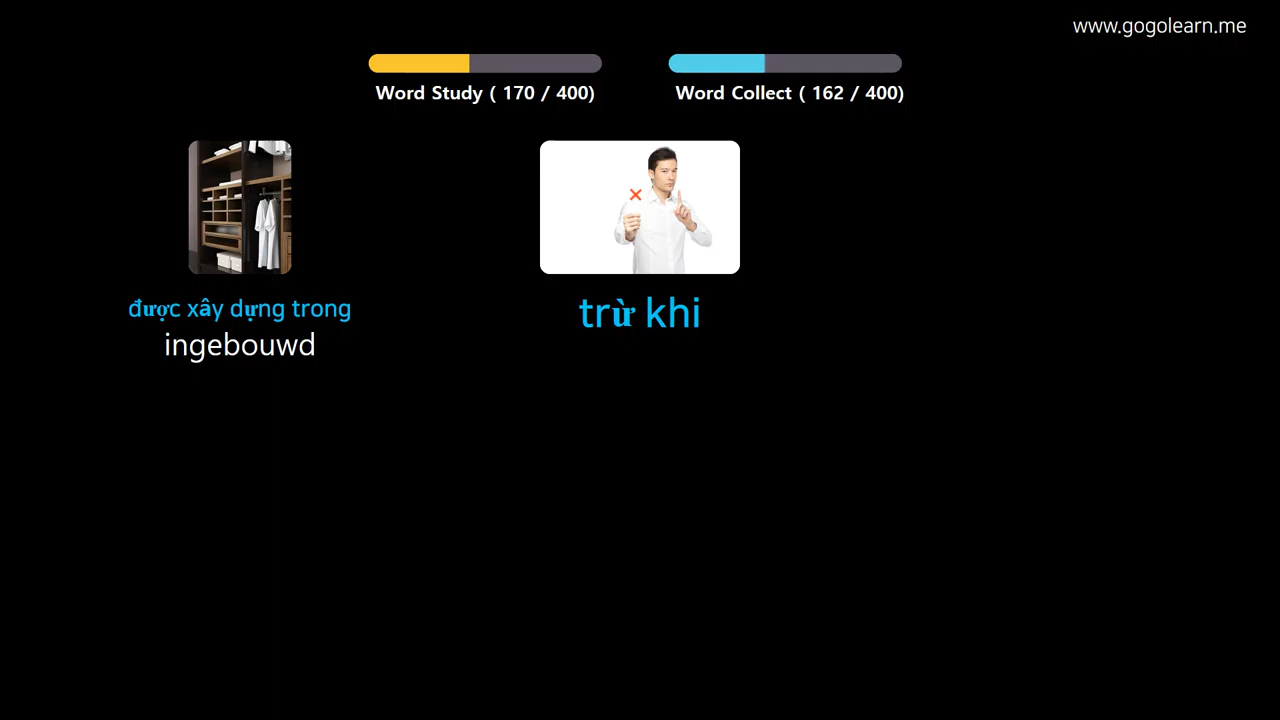 www.gogolearn.me
Word Study ( 170 / 400)
Word Collect ( 162 / 400)
được xây dựng trong
ingebouwd
trừ khi